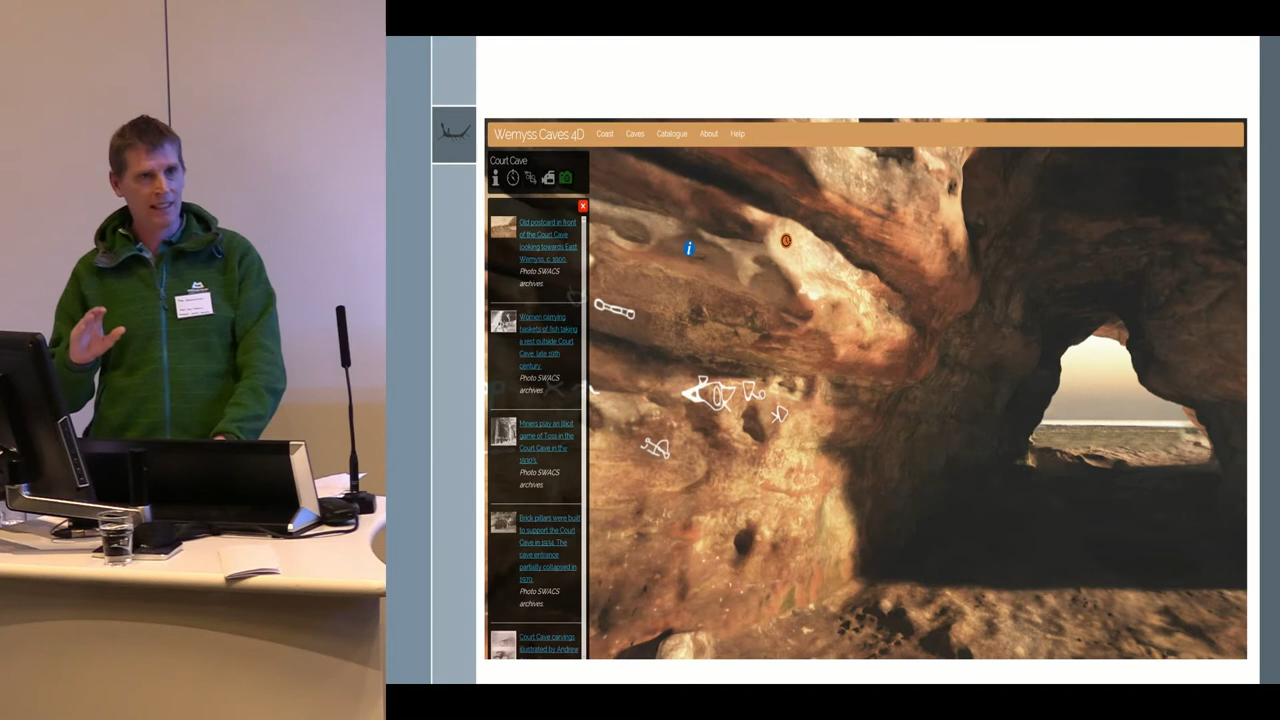 Wemyss Caves 4D
Coast
Caves
Catalogue
About
Help
Court Cave
Old postcard in front
of the Court Cave
looking towards East
Wemyss, c. 1900.
Photo SWACS
archives.
Women carrying
baskets of fish taking
a rest outside Court
Cave, late 19th
century.
Photo SWACS
archives.
Miners play an illicit
game of Toss in the
Court Cave in the
1930's.
Photo SWACS
archives.
Brick pillars were built
to support the Court
Cave in 1934. The
cave entrance
partially collapsed in
1970.
Photo SWACS
archives.
Court Cave carvings
illustrated by Andrew